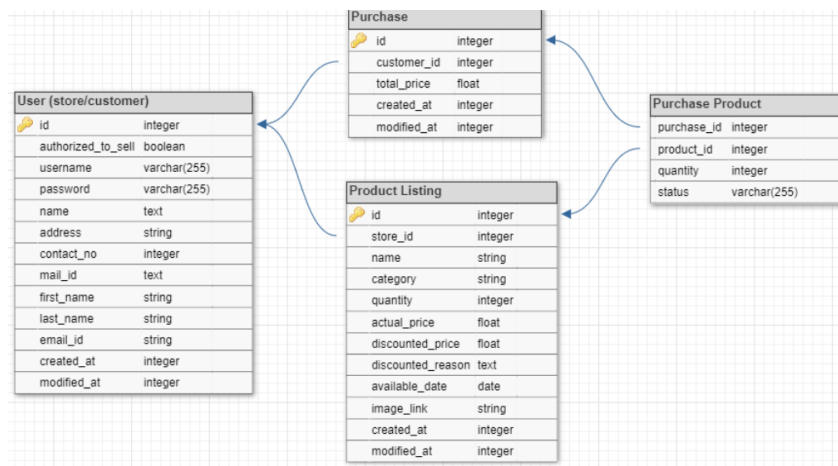 Purchase
id integer
customer_id integer
total_price float
created_at integer
modified_at integer
User (store/customer)
id integer
authorized_to_sell boolean
username varchar(255)
password varchar(255)
name text
address string
contact_no integer
mail_id text
first_name string
last_name string
email_id string
created_at integer
modified_at integer
Product Listing
id integer
store_id integer
name string
category string
quantity integer
actual_price float
discounted_price float
discounted_reason text
available_date date
image_link string
created_at integer
modified_at integer
Purchase Product
purchase_id integer
product_id integer
quantity integer
status varchar(255)